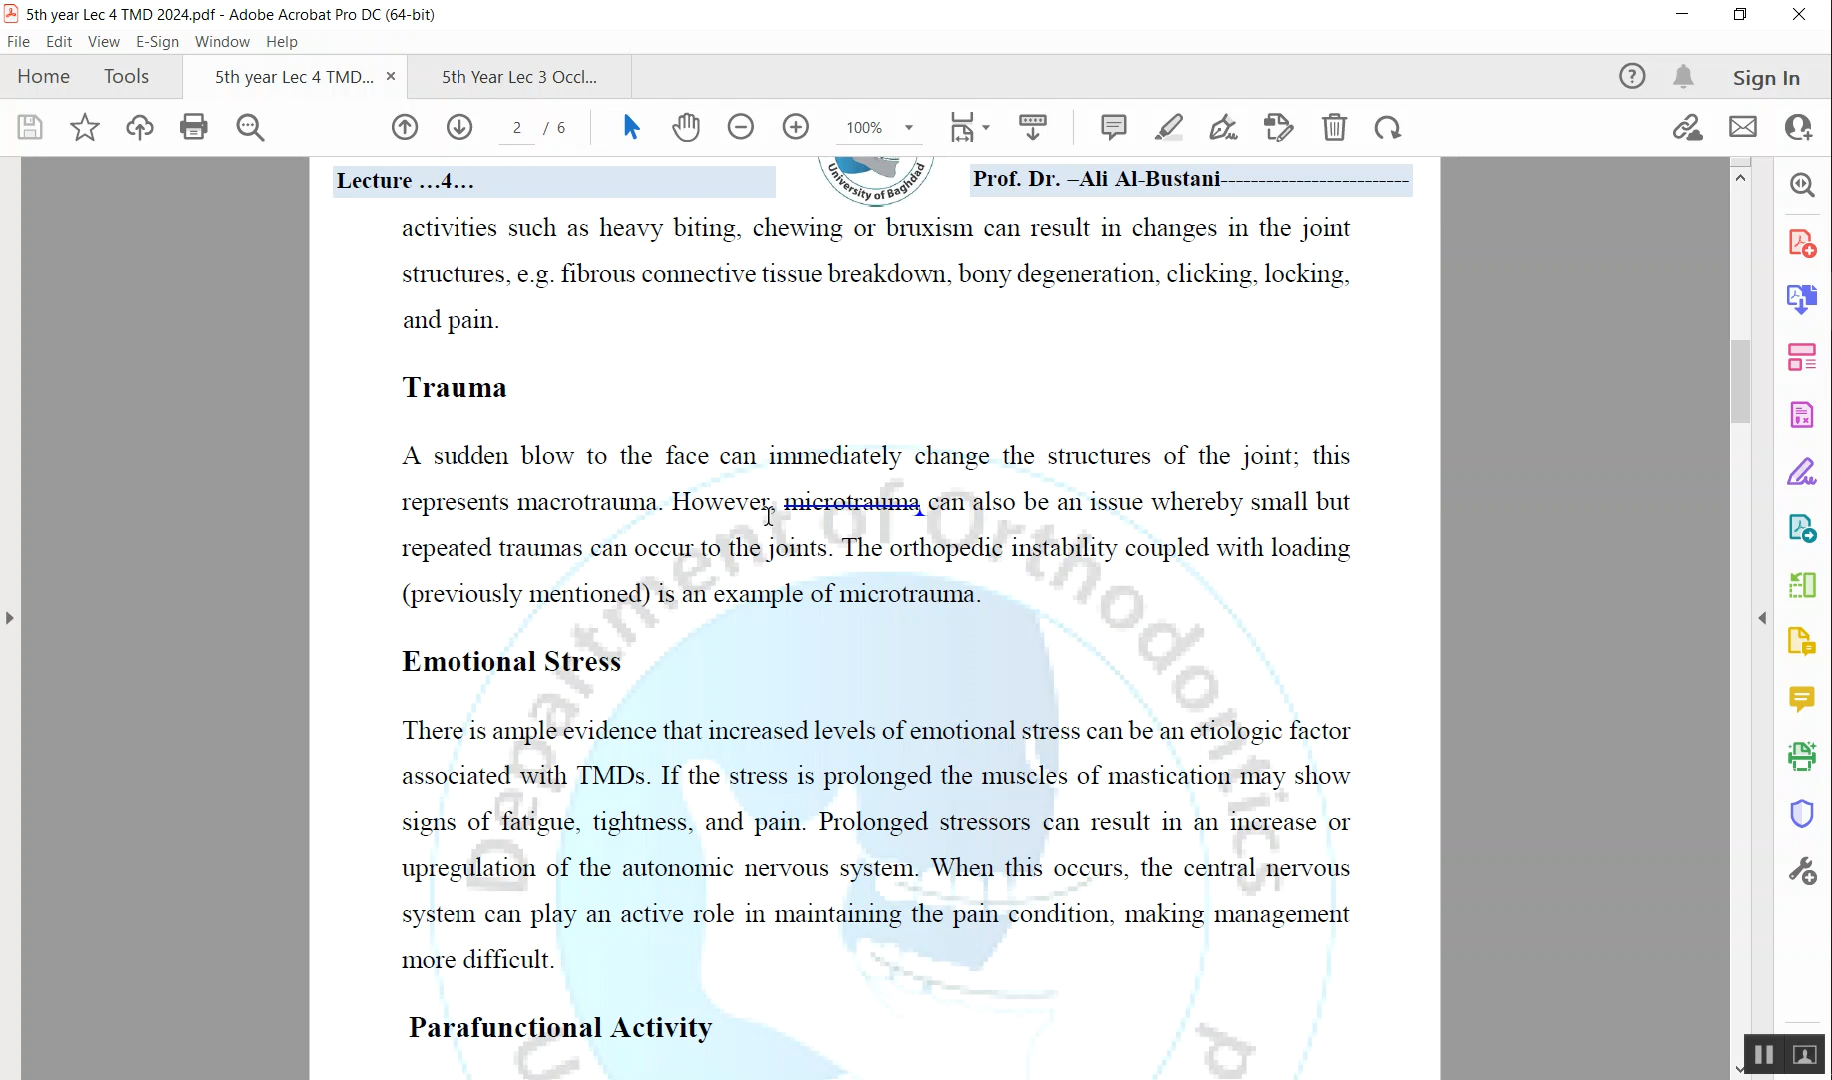 5th year Lec 4 TMD 2024.pdf - Adobe Acrobat Pro DC (64-bit)
File Edit View E-Sign Window Help
Home Tools 5th year Lec 4 TMD... × 5th Year Lec 3 Occl... Sign In
2 / 6 100%
Lecture …4… University of Baghdad Prof. Dr. –Ali Al-Bustani-------------------------
activities such as heavy biting, chewing or bruxism can result in changes in the joint
structures, e.g. fibrous connective tissue breakdown, bony degeneration, clicking, locking,
and pain.
Trauma
A sudden blow to the face can immediately change the structures of the joint; this
represents macrotrauma. However, microtrauma can also be an issue whereby small but
repeated traumas can occur to the joints. The orthopedic instability coupled with loading
(previously mentioned) is an example of microtrauma.
Emotional Stress
There is ample evidence that increased levels of emotional stress can be an etiologic factor
associated with TMDs. If the stress is prolonged the muscles of mastication may show
signs of fatigue, tightness, and pain. Prolonged stressors can result in an increase or
upregulation of the autonomic nervous system. When this occurs, the central nervous
system can play an active role in maintaining the pain condition, making management
more difficult.
Parafunctional Activity
Department of Orthodontics